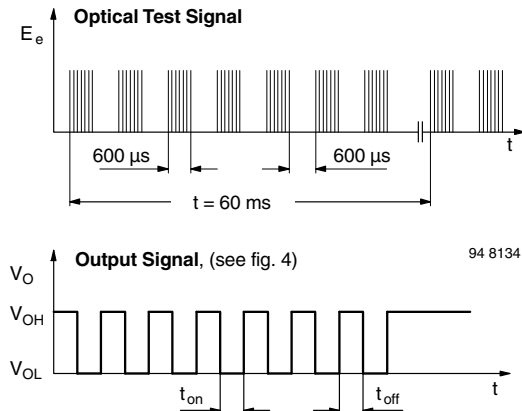 Optical Test Signal
E e
t
600 µs
600 µs
t = 60 ms
Output Signal, (see fig. 4)
94 8134
V O
V OH
V OL
t
t on
t off